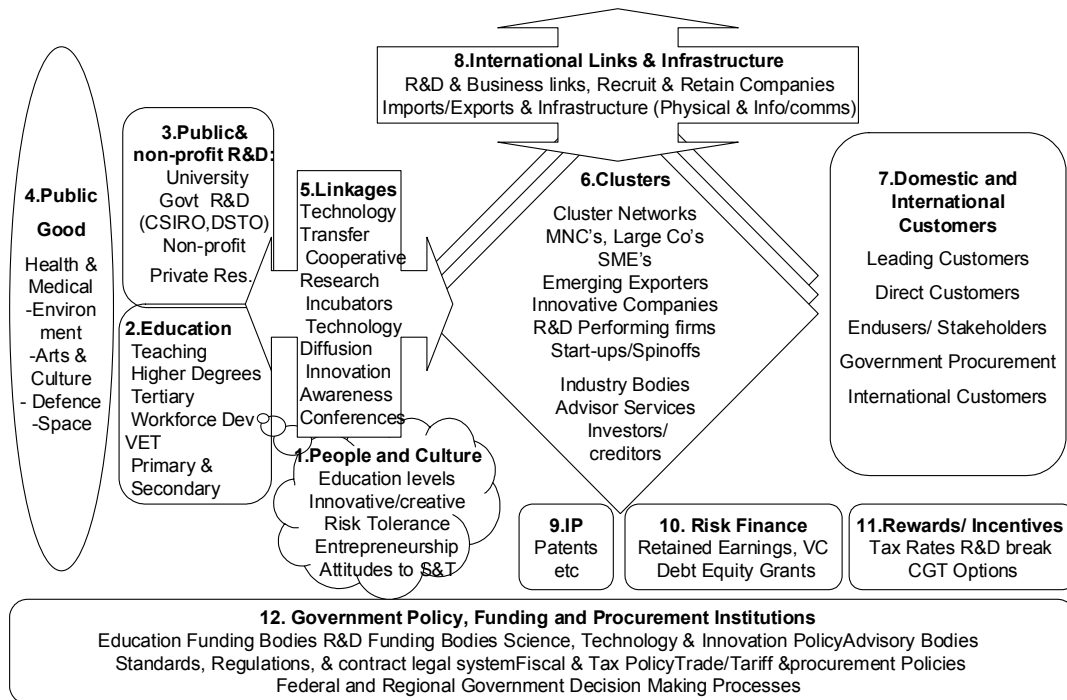 8.International Links & Infrastructure
R&D & Business links, Recruit & Retain Companies
Imports/Exports & Infrastructure (Physical & Info/comms)
3.Public&
non-profit R&D:
University
Govt R&D
(CSIRO,DSTO)
Non-profit
Private Res.
4.Public
Good
Health &
Medical
-Environ
ment
-Arts &
Culture
- Defence
-Space
2.Education
Teaching
Higher Degrees
Tertiary
Workforce Dev
VET
Primary &
Secondary
5.Linkages
Technology
Transfer
Cooperative
Research
Incubators
Technology
Diffusion
Innovation
Awareness
Conferences
1.People and Culture
Education levels
Innovative/creative
Risk Tolerance
Entrepreneurship
Attitudes to S&T
6.Clusters
Cluster Networks
MNC's, Large Co's
SME's
Emerging Exporters
Innovative Companies
R&D Performing firms
Start-ups/Spinoffs
Industry Bodies
Advisor Services
Investors/
creditors
7.Domestic and
International
Customers
Leading Customers
Direct Customers
Endusers/ Stakeholders
Government Procurement
International Customers
9.IP
Patents
etc
10. Risk Finance
Retained Earnings, VC
Debt Equity Grants
11.Rewards/ Incentives
Tax Rates R&D break
CGT Options
12. Government Policy, Funding and Procurement Institutions
Education Funding Bodies R&D Funding Bodies Science, Technology & Innovation PolicyAdvisory Bodies
Standards, Regulations, & contract legal systemFiscal & Tax PolicyTrade/Tariff &procurement Policies
Federal and Regional Government Decision Making Processes